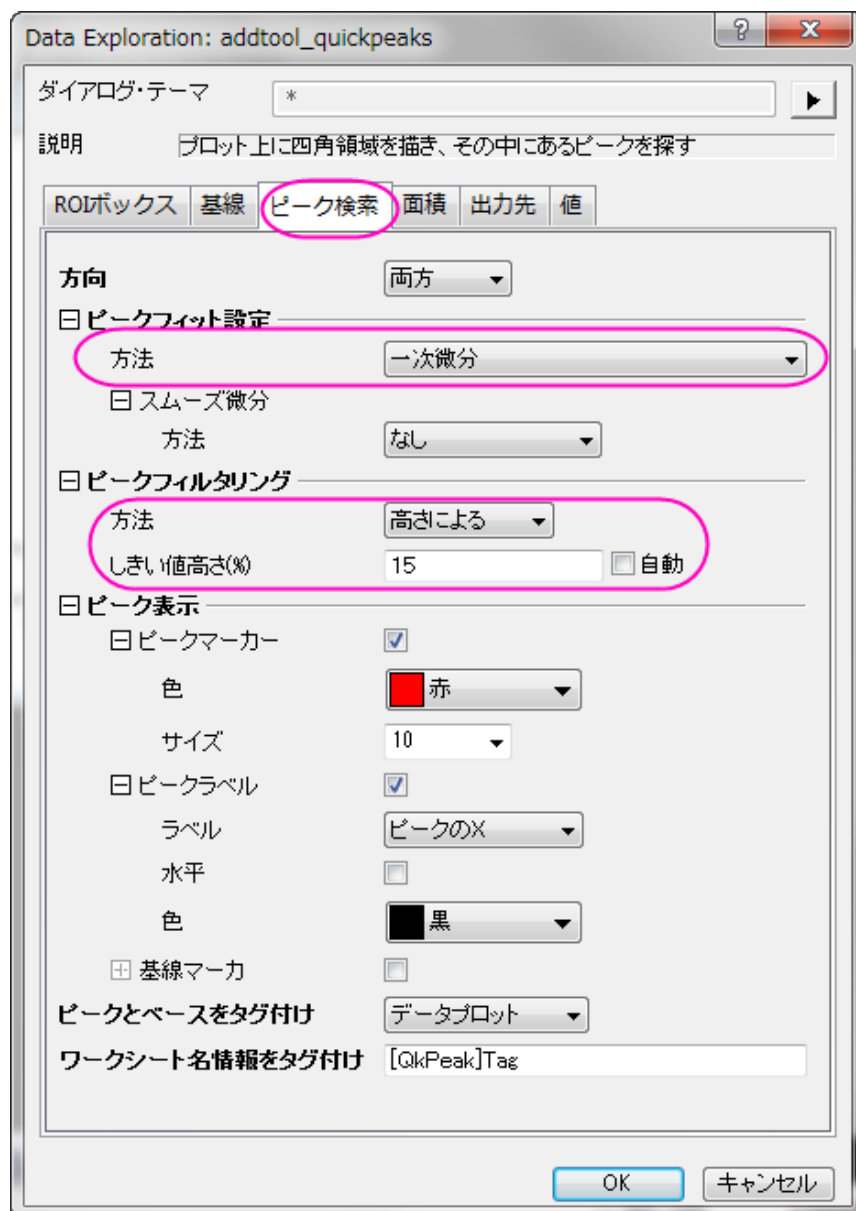 Data Exploration: addtool_quickpeaks
ダイアログ・テーマ *
説明 プロット上に四角領域を描き、その中にあるピークを探す
ROIボックス 基線 ピーク検索 面積 出力先 値
方向 両方
ピークフィット設定
方法 一次微分
スムーズ微分
方法 なし
ピークフィルタリング
方法 高さによる
しきい値高さ(%) 15 自動
ピーク表示
ピークマーカー
色 赤
サイズ 10
ピークラベル
ラベル ピークのX
水平
色 黒
基線マーカ
ピークとベースをタグ付け データプロット
ワークシート名情報をタグ付け [QkPeak]Tag
OK キャンセル